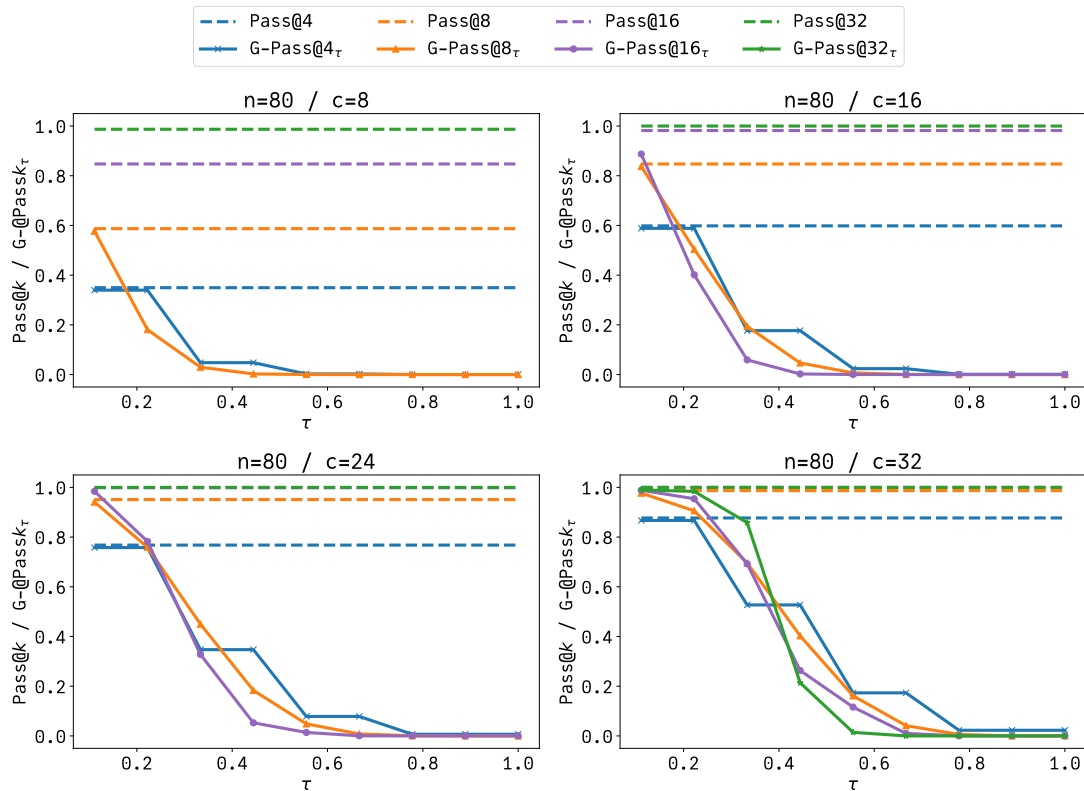 Pass@4 Pass@8 Pass@16 Pass@32
G-Pass@4τ G-Pass@8τ G-Pass@16τ G-Pass@32τ
n=80 / c=8
Pass@k / G-@Passkτ
1.0
0.8
0.6
0.4
0.2
0.0
0.2 0.4 0.6 0.8 1.0
τ
n=80 / c=16
Pass@k / G-@Passkτ
1.0
0.8
0.6
0.4
0.2
0.0
0.2 0.4 0.6 0.8 1.0
τ
n=80 / c=24
Pass@k / G-@Passkτ
1.0
0.8
0.6
0.4
0.2
0.0
0.2 0.4 0.6 0.8 1.0
τ
n=80 / c=32
Pass@k / G-@Passkτ
1.0
0.8
0.6
0.4
0.2
0.0
0.2 0.4 0.6 0.8 1.0
τ